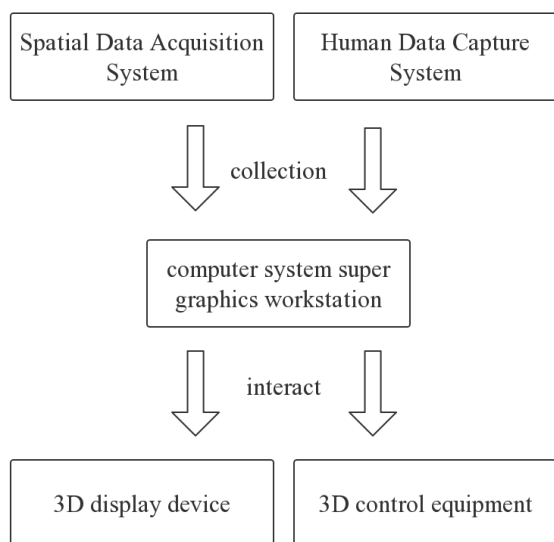 Spatial Data Acquisition
System
Human Data Capture
System
collection
computer system super
graphics workstation
interact
3D display device
3D control equipment